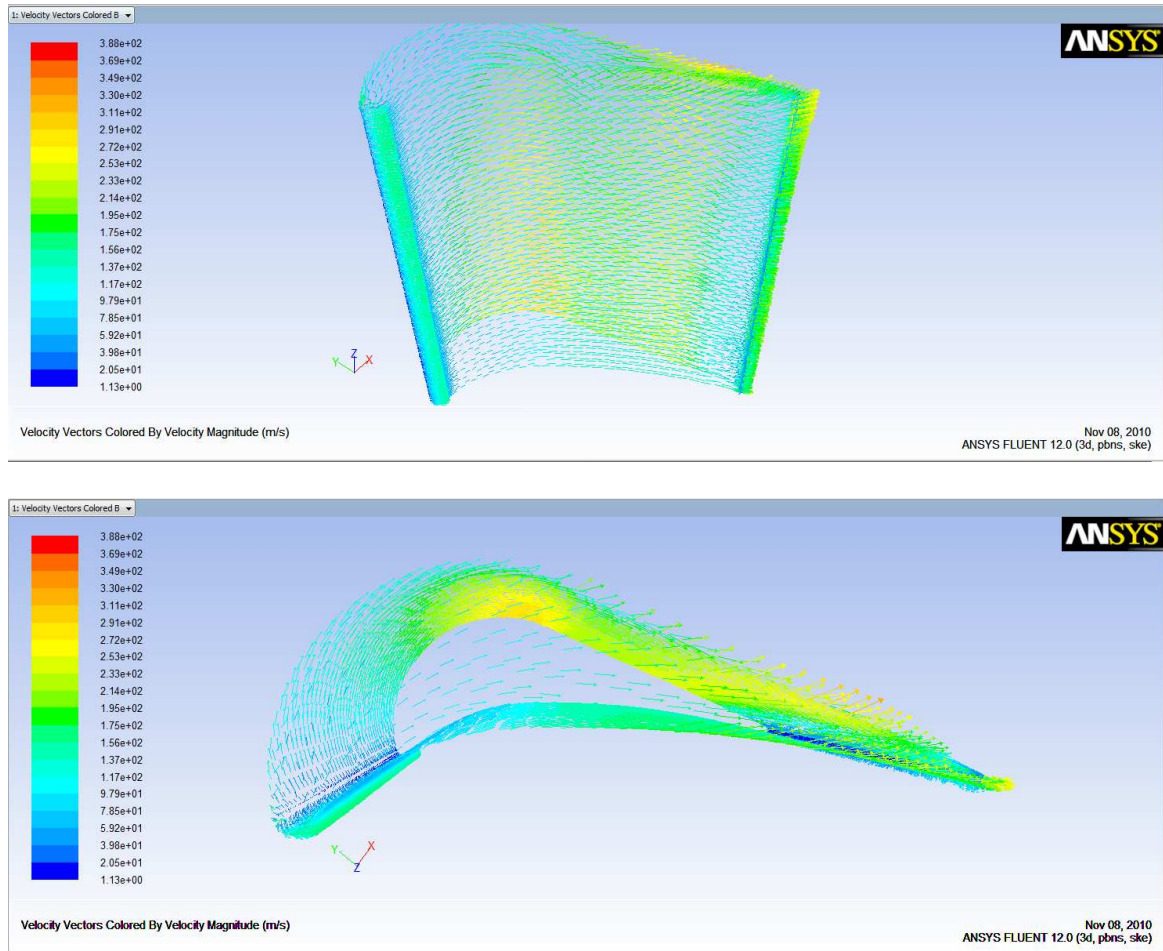 1: Velocity Vectors Colored B
ANSYS
3.88e+02
3.69e+02
3.49e+02
3.30e+02
3.11e+02
2.91e+02
2.72e+02
2.53e+02
2.33e+02
2.14e+02
1.95e+02
1.75e+02
1.56e+02
1.37e+02
1.17e+02
9.79e+01
7.85e+01
5.92e+01
3.98e+01
2.05e+01
1.13e+00
Y Z X
Velocity Vectors Colored By Velocity Magnitude (m/s)
Nov 08, 2010
ANSYS FLUENT 12.0 (3d, pbns, ske)
1: Velocity Vectors Colored B
ANSYS
3.88e+02
3.69e+02
3.49e+02
3.30e+02
3.11e+02
2.91e+02
2.72e+02
2.53e+02
2.33e+02
2.14e+02
1.95e+02
1.75e+02
1.56e+02
1.37e+02
1.17e+02
9.79e+01
7.85e+01
5.92e+01
3.98e+01
2.05e+01
1.13e+00
Y X
Z
Velocity Vectors Colored By Velocity Magnitude (m/s)
Nov 08, 2010
ANSYS FLUENT 12.0 (3d, pbns, ske)